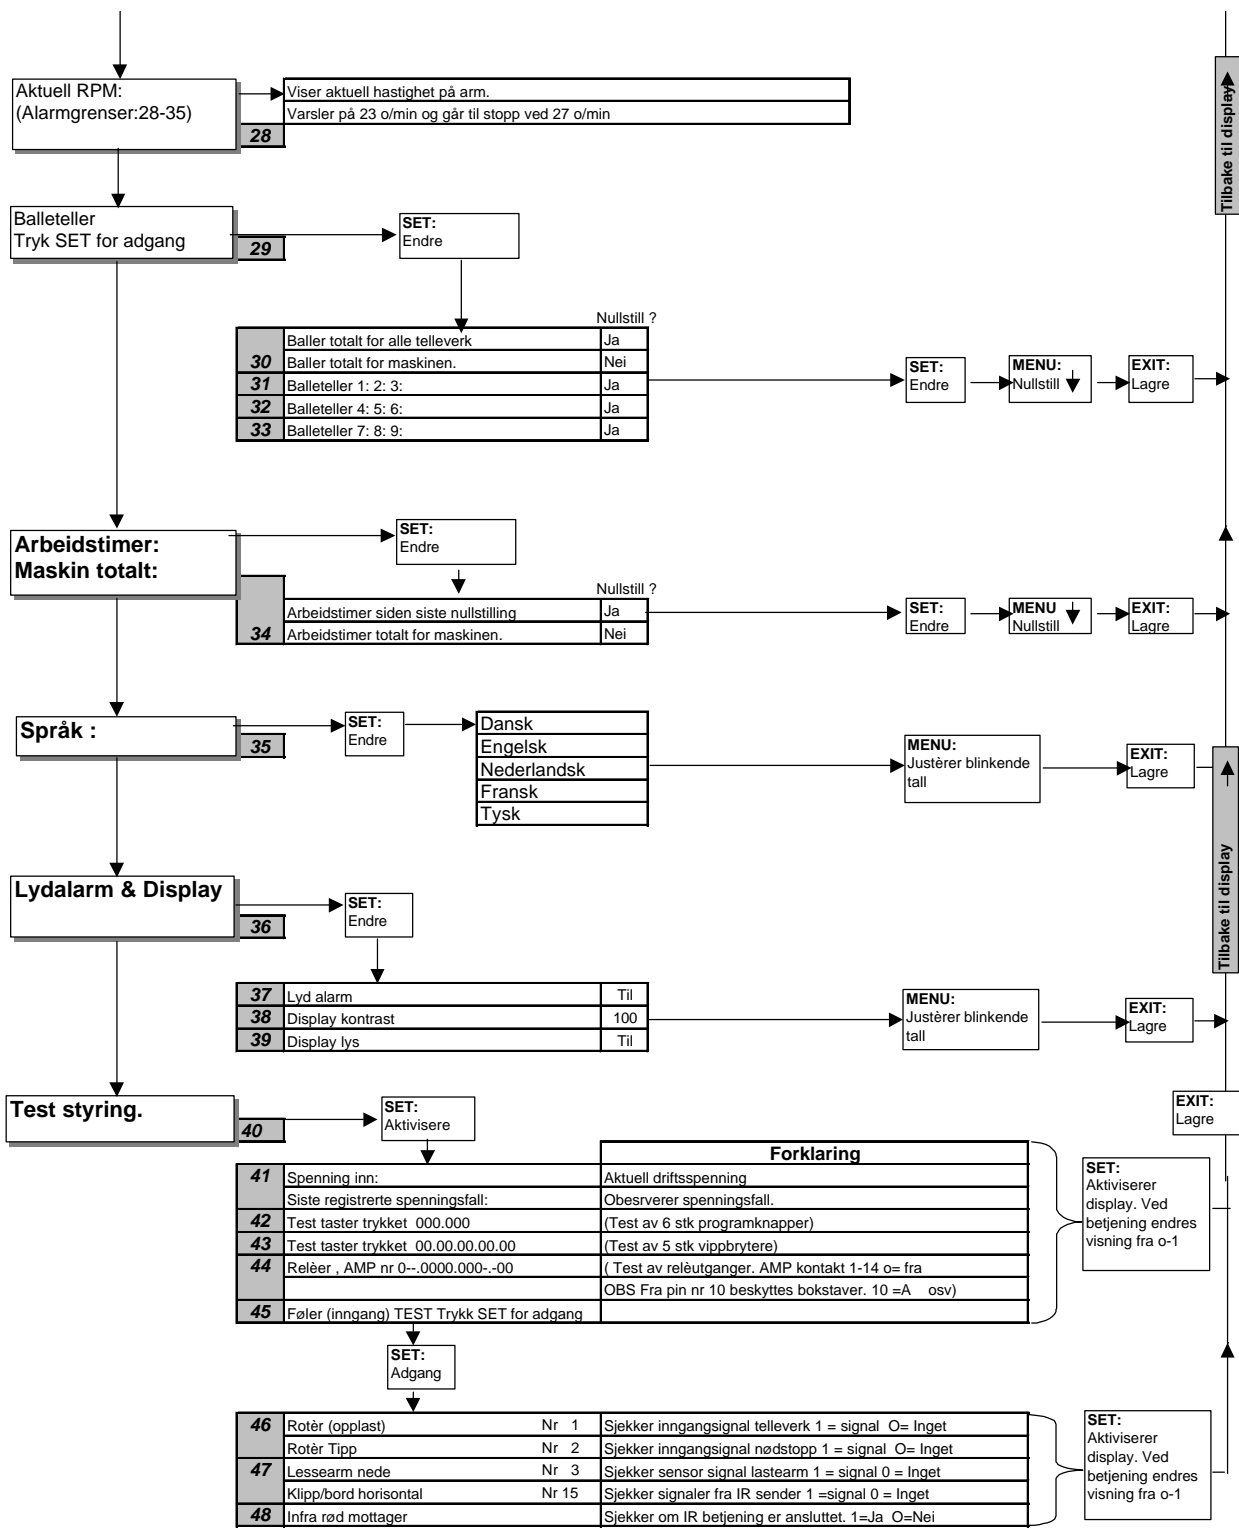 Aktuell RPM:
(Alarmgrenser:28-35)
28
Viser aktuell hastighet på arm.
Varsler på 23 o/min og går til stopp ved 27 o/min
Tilbake til display
Balleteller
Tryk SET for adgang
29
SET:
Endre
Nullstill ?
Baller totalt for alle telleverk Ja
30 Baller totalt for maskinen. Nei
31 Balleteller 1: 2: 3: Ja
32 Balleteller 4: 5: 6: Ja
33 Balleteller 7: 8: 9: Ja
SET:
Endre
MENU:
Nullstill
EXIT:
Lagre
Arbeidstimer:
Maskin totalt:
SET:
Endre
Nullstill ?
Arbeidstimer siden siste nullstilling Ja
34 Arbeidstimer totalt for maskinen. Nei
SET:
Endre
MENU
Nullstill
EXIT:
Lagre
Språk :
35
SET:
Endre
Dansk
Engelsk
Nederlandsk
Fransk
Tysk
MENU:
Justèrer blinkende
tall
EXIT:
Lagre
Tilbake til display
Lydalarm & Display
36
SET:
Endre
37 Lyd alarm Til
38 Display kontrast 100
39 Display lys Til
MENU:
Justèrer blinkende
tall
EXIT:
Lagre
Test styring.
40
SET:
Aktivisere
EXIT:
Lagre
Forklaring
41 Spenning inn: Aktuell driftsspenning
Siste registrerte spenningsfall: Obesrverer spenningsfall.
42 Test taster trykket 000.000 (Test av 6 stk programknapper)
43 Test taster trykket 00.00.00.00.00 (Test av 5 stk vippbrytere)
44 Relèer , AMP nr 0--.0000.000-.-00 ( Test av relèutganger. AMP kontakt 1-14 o= fra
OBS Fra pin nr 10 beskyttes bokstaver. 10 =A osv)
45 Føler (inngang) TEST Trykk SET for adgang
SET:
Aktiviserer
display. Ved
betjening endres
visning fra o-1
SET:
Adgang
46 Rotèr (opplast) Nr 1 Sjekker inngangsignal telleverk 1 = signal O= Inget
Rotèr Tipp Nr 2 Sjekker inngangsignal nødstopp 1 = signal O= Inget
47 Lessearm nede Nr 3 Sjekker sensor signal lastearm 1 = signal 0 = Inget
Klipp/bord horisontal Nr 15 Sjekker signaler fra IR sender 1 =signal 0 = Inget
48 Infra rød mottager Sjekker om IR betjening er ansluttet. 1=Ja O=Nei
SET:
Aktiviserer
display. Ved
betjening endres
visning fra o-1